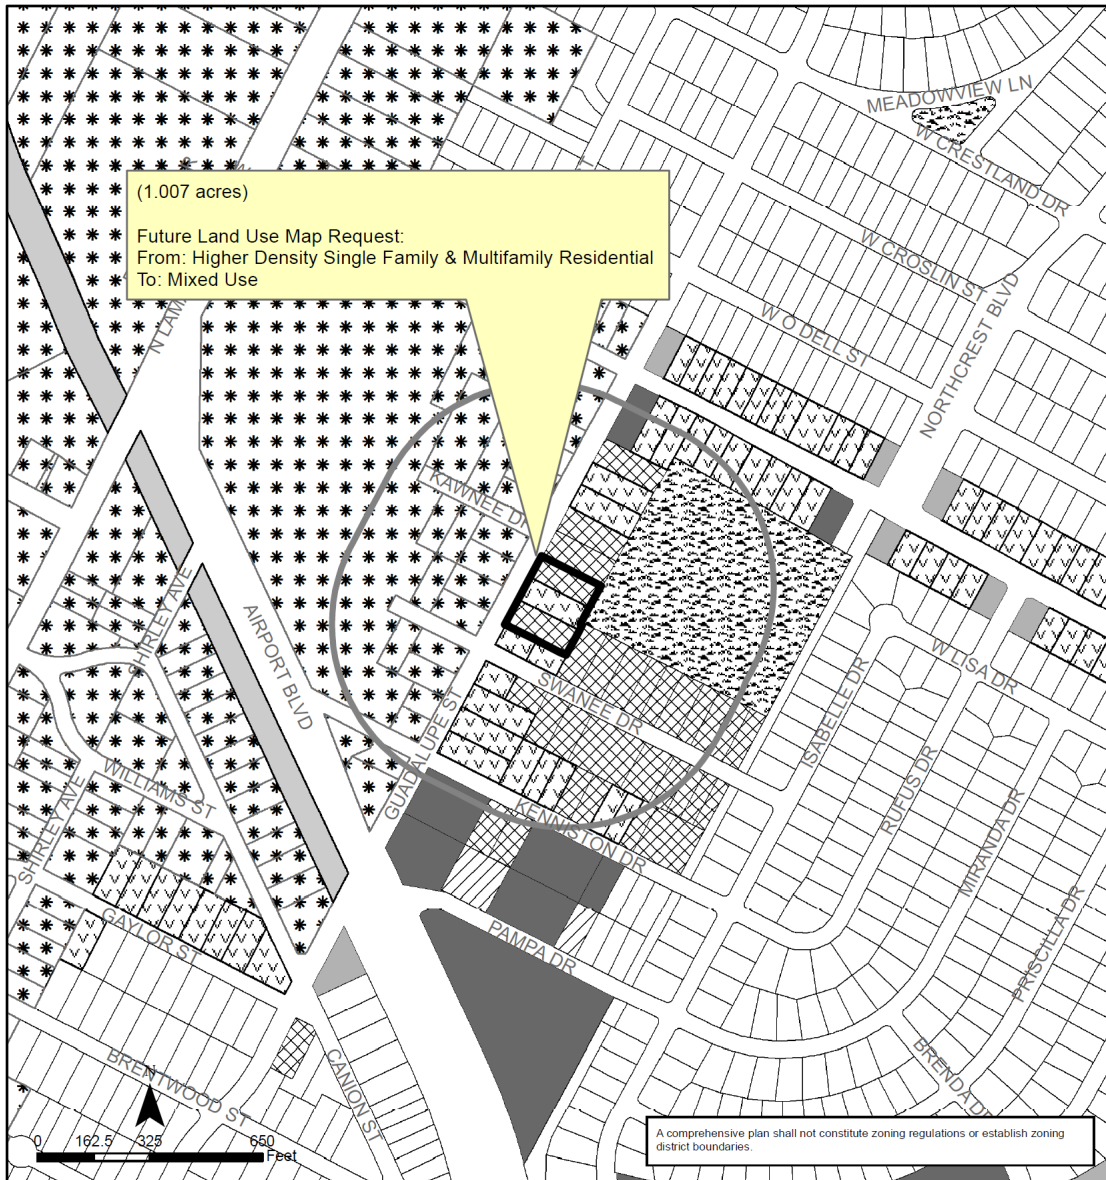 MEADOWVIEW LN
W CRESTLAND DR
(1.007 acres)
Future Land Use Map Request:
From: Higher Density Single Family & Multifamily Residential
To: Mixed Use
W CROSLIN ST
W O DELL ST
NORTHCREST BLVD
KAWNEE DR
SHIRLEY AVE
AIRPORT BLVD
GUADALUPE ST
SWANEE DR
ISABELLE DR
W LISA DR
RUFUS DR
MIRANDA DR
PRISCILLA DR
WILLIAMS ST
SHIRLEY AVE
KENNISTON DR
GAYLOR ST
PAMPA DR
BRENTWOOD ST
CANION ST
BRENDA DR
N
0 162.5 325 650
Feet
A comprehensive plan shall not constitute zoning regulations or establish zoning
district boundaries.